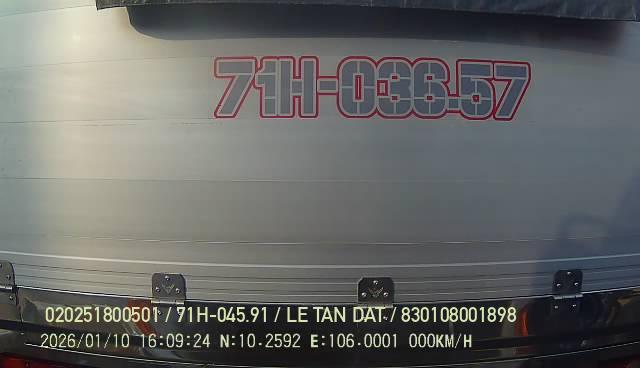 71H-036.57
020251800501 / 71H-045.91 / LE TAN DAT / 830108001898
2026/01/10 16:09:24 N:10.2592 E:106.0001 000KM/H